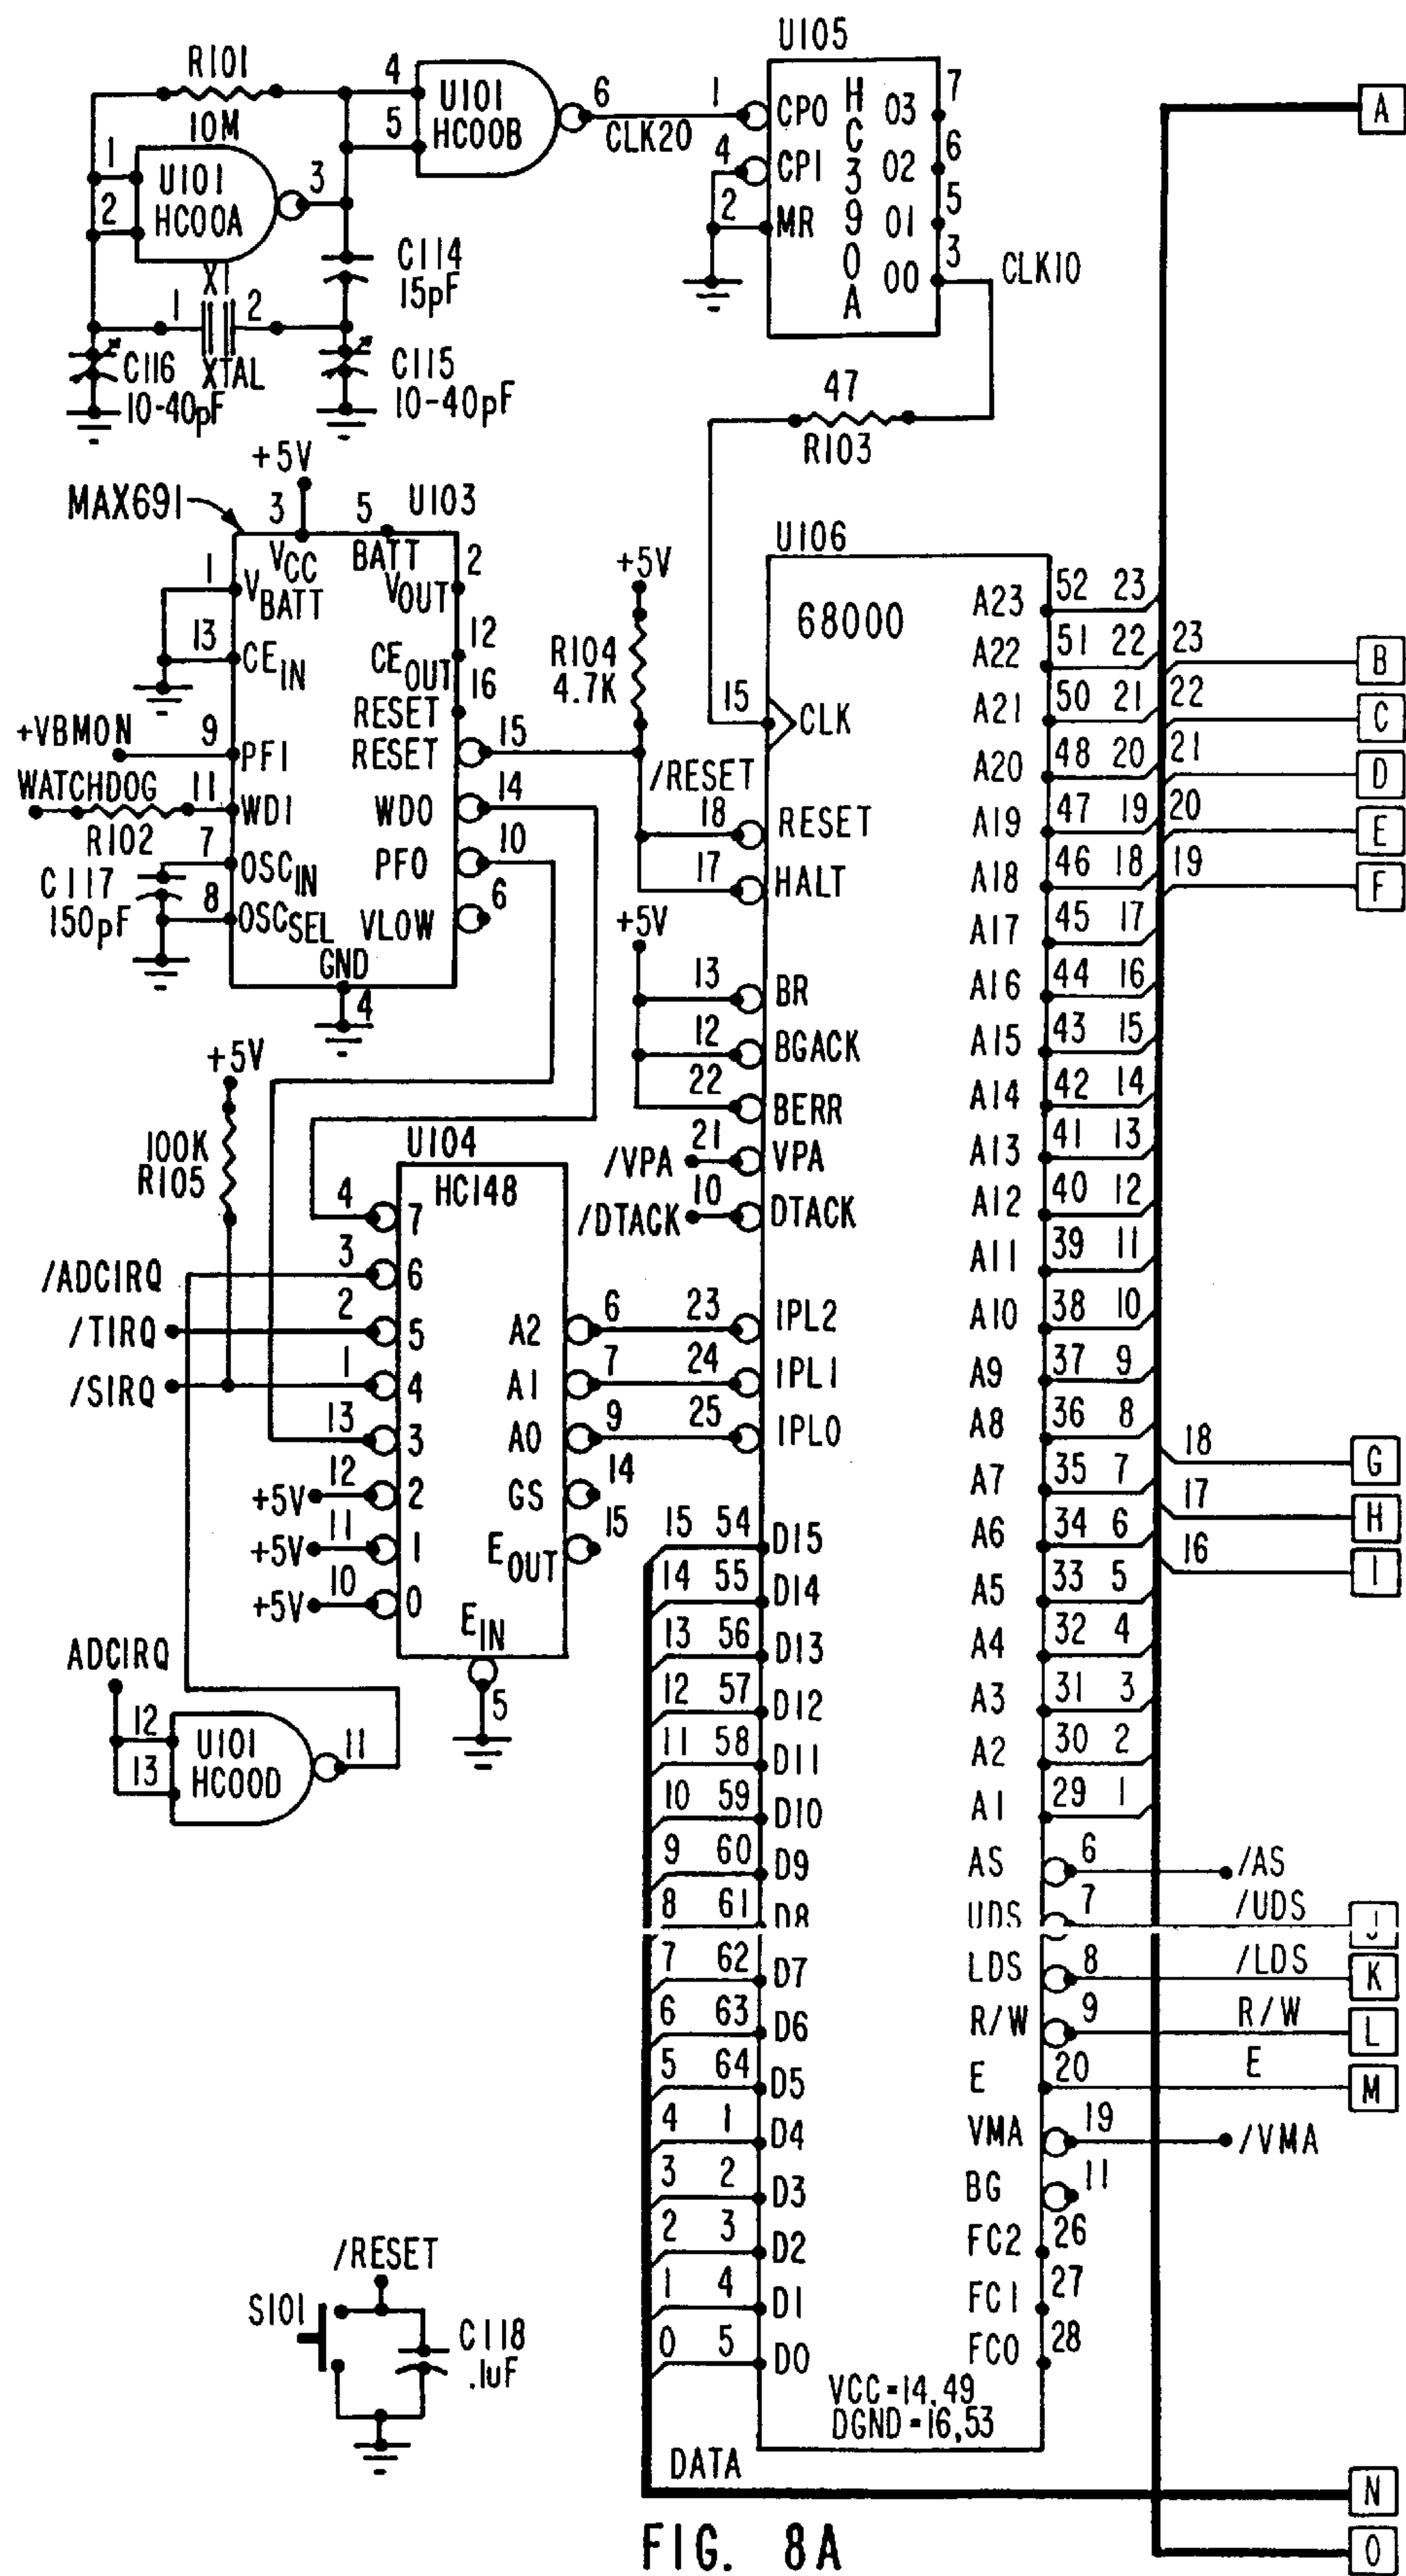 U105
R101
10M
4
5
U101
HC00B
6
CLK20
1
4
2
CP0
CP1
MR
HC390A
03
02
01
00
7
6
5
3
CLK10
A
1
2
U101
HC00A
3
C114
15pF
X1
1
2
XTAL
C116
10-40pF
C115
10-40pF
47
R103
+5V
MAX691
3
5
U103
VCC
BATT
1
VBATT
VOUT
2
13
CEIN
CEOUT
12
RESET
16
+VBMON
9
PFI
RESET
15
WATCHDOG
11
WDI
WDO
14
R102
7
OSCIN
PFO
10
C117
150pF
8
OSCSEL
VLOW
6
GND
4
+5V
R104
4.7K
/RESET
U106
68000
15
CLK
18
RESET
17
HALT
+5V
13
BR
12
BGACK
22
BERR
/VPA
21
VPA
/DTACK
10
DTACK
23
IPL2
24
IPL1
25
IPL0
A23 52 23
A22 51 22
A21 50 21
A20 48 20
A19 47 19
A18 46 18
A17 45 17
A16 44 16
A15 43 15
A14 42 14
A13 41 13
A12 40 12
A11 39 11
A10 38 10
A9 37 9
A8 36 8
A7 35 7
A6 34 6
A5 33 5
A4 32 4
A3 31 3
A2 30 2
A1 29 1
23 B
22 C
21 D
20 E
19 F
18 G
17 H
16 I
AS 6 /AS
UDS 7 /UDS J
LDS 8 /LDS K
R/W 9 R/W L
E 20 E M
VMA 19 /VMA
BG 11
FC2 26
FC1 27
FC0 28
+5V
100K
R105
U104
HC148
4
7
/ADCIRQ
3
6
/TIRQ
2
5
/SIRQ
1
4
13
3
+5V
12
2
+5V
11
1
+5V
10
0
A2
6
A1
7
A0
9
GS
14
EOUT
15
EIN
5
ADCIRQ
12
13
U101
HC00D
11
15 54 D15
14 55 D14
13 56 D13
12 57 D12
11 58 D11
10 59 D10
9 60 D9
8 61 D8
7 62 D7
6 63 D6
5 64 D5
4 1 D4
3 2 D3
2 3 D2
1 4 D1
0 5 D0
VCC=14,49
DGND=16,53
/RESET
S101
C118
.1uF
DATA
N
O
FIG. 8A